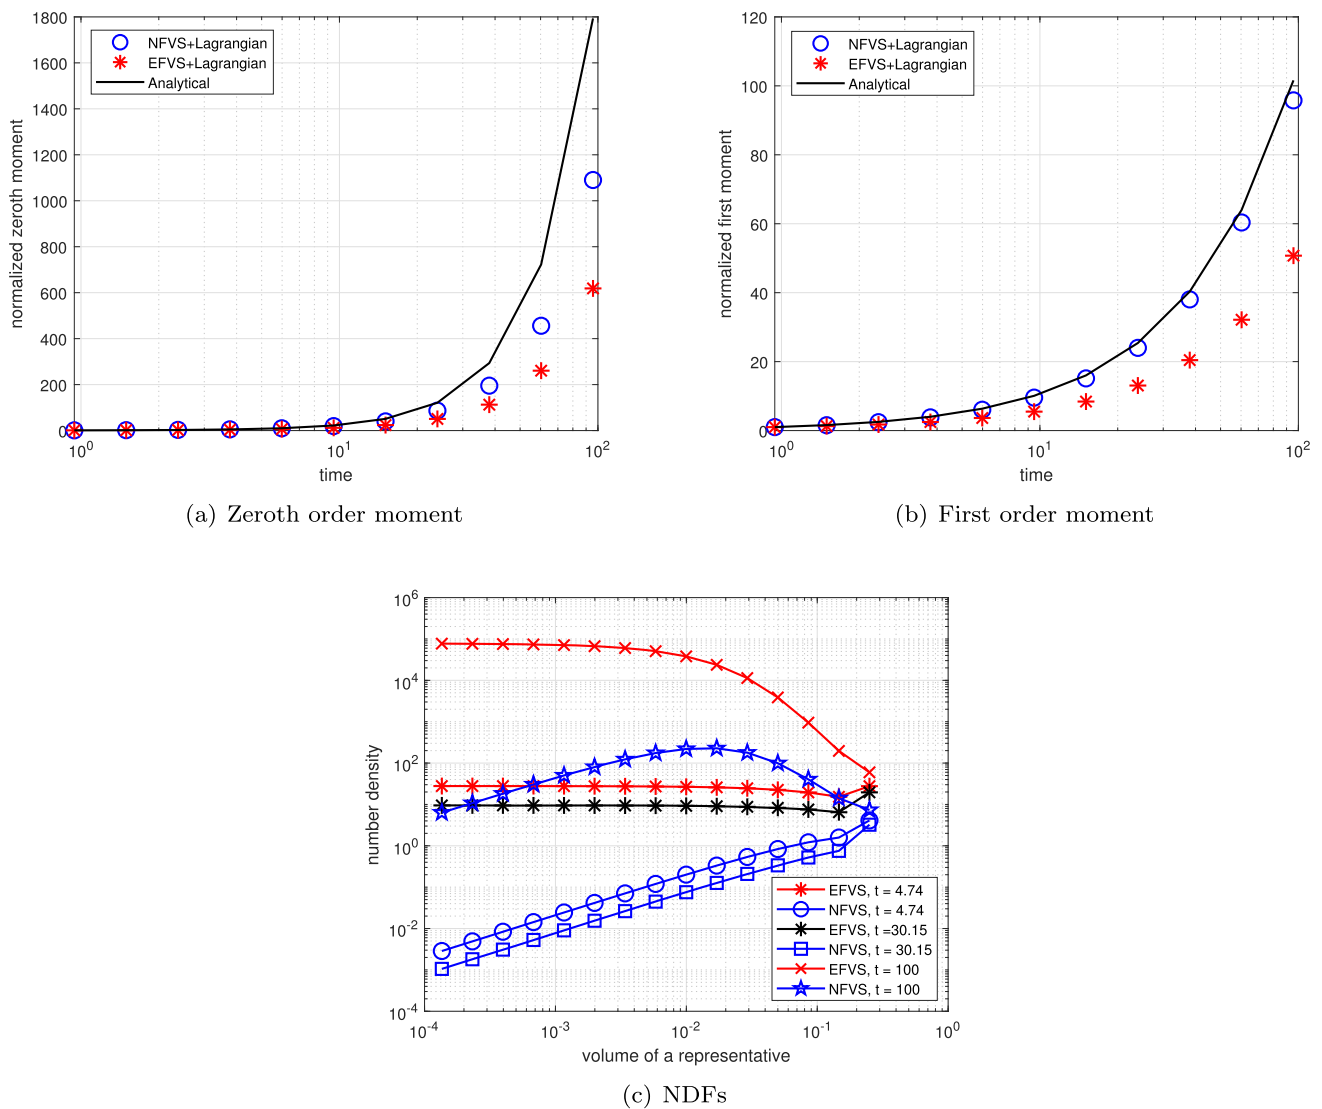 1800
1600
1400
1200
1000
800
600
400
200
0
normalized zeroth moment
NFVS+Lagrangian
EFVS+Lagrangian
Analytical
10^0
10^1
10^2
time
(a) Zeroth order moment
120
100
80
60
40
20
0
normalized first moment
NFVS+Lagrangian
EFVS+Lagrangian
Analytical
10^0
10^1
10^2
time
(b) First order moment
10^6
10^4
10^2
10^0
10^-2
10^-4
number density
EFVS, t = 4.74
NFVS, t = 4.74
EFVS, t =30.15
NFVS, t = 30.15
EFVS, t = 100
NFVS, t = 100
10^-4
10^-3
10^-2
10^-1
10^0
volume of a representative
(c) NDFs